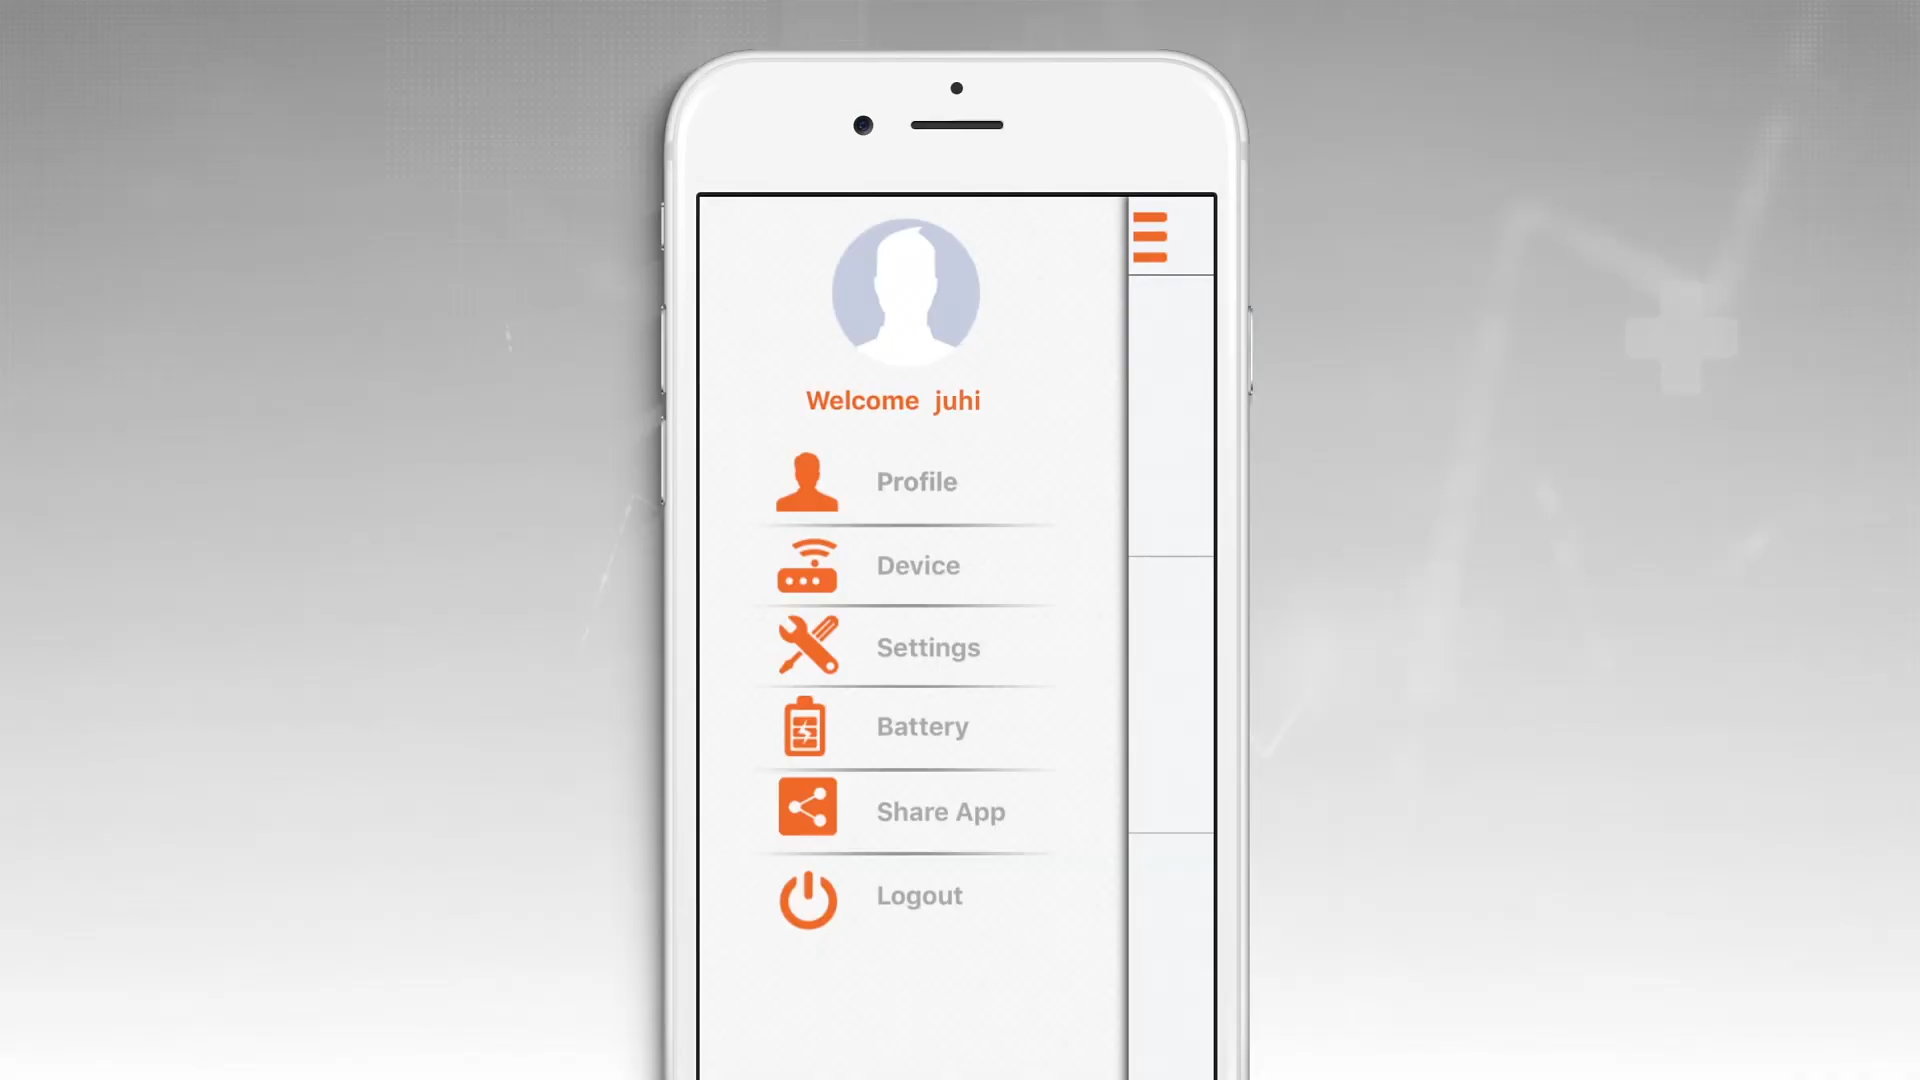 Welcome juhi
Profile
Device
Settings
Battery
Share App
Logout